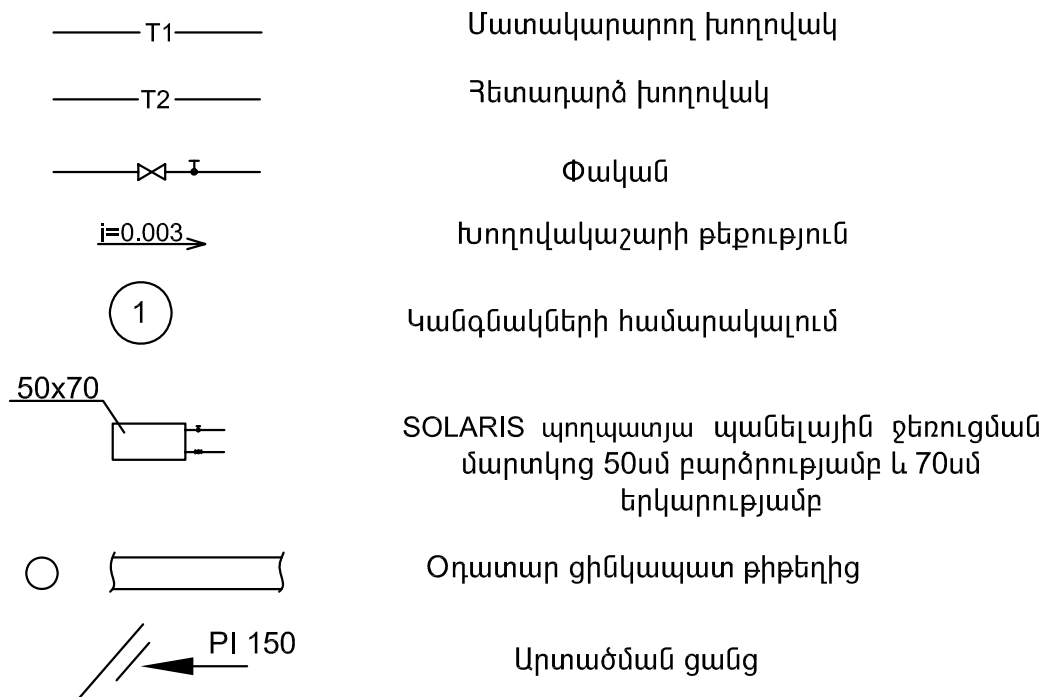 T1 Մատակարարող խողովակ
T2 Հետադարձ խողովակ
Փական
i=0.003 Խողովակաշարի թեքություն
1 Կանգնակների համարակալում
50x70
SOLARIS պողպատյա պանելային ջեռուցման
մարտկոց 50սմ բարձրությամբ և 70սմ
երկարությամբ
Օդատար ցինկապատ թիթեղից
PI 150 Արտածման ցանց